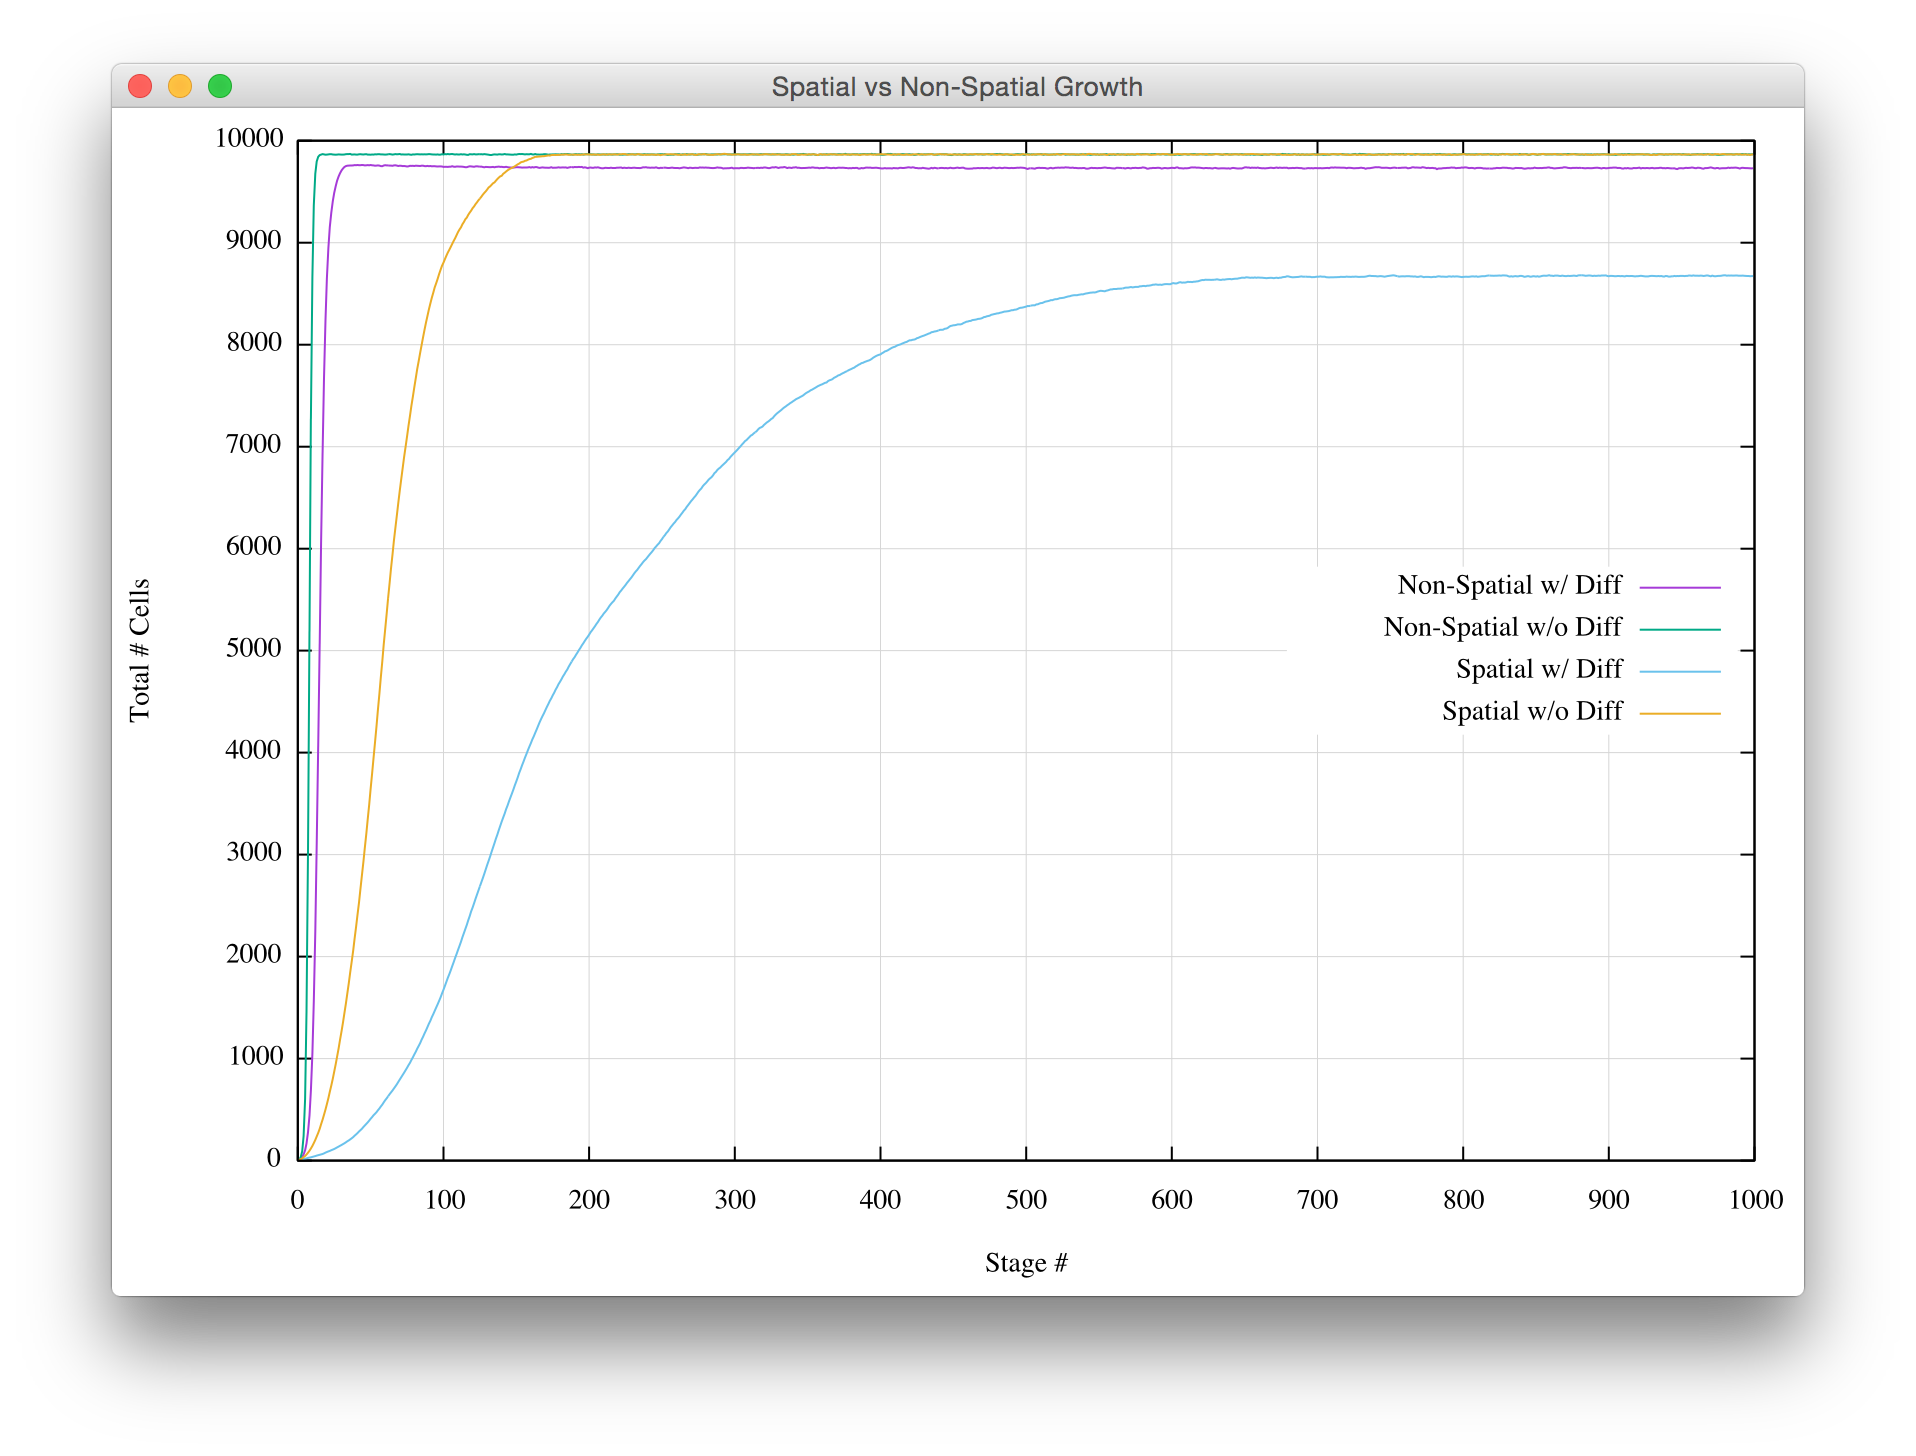 Spatial vs Non-Spatial Growth
10000
9000
8000
7000
6000
5000
4000
3000
2000
1000
0
Total # Cells
Non-Spatial w/ Diff
Non-Spatial w/o Diff
Spatial w/ Diff
Spatial w/o Diff
0 100 200 300 400 500 600 700 800 900 1000
Stage #